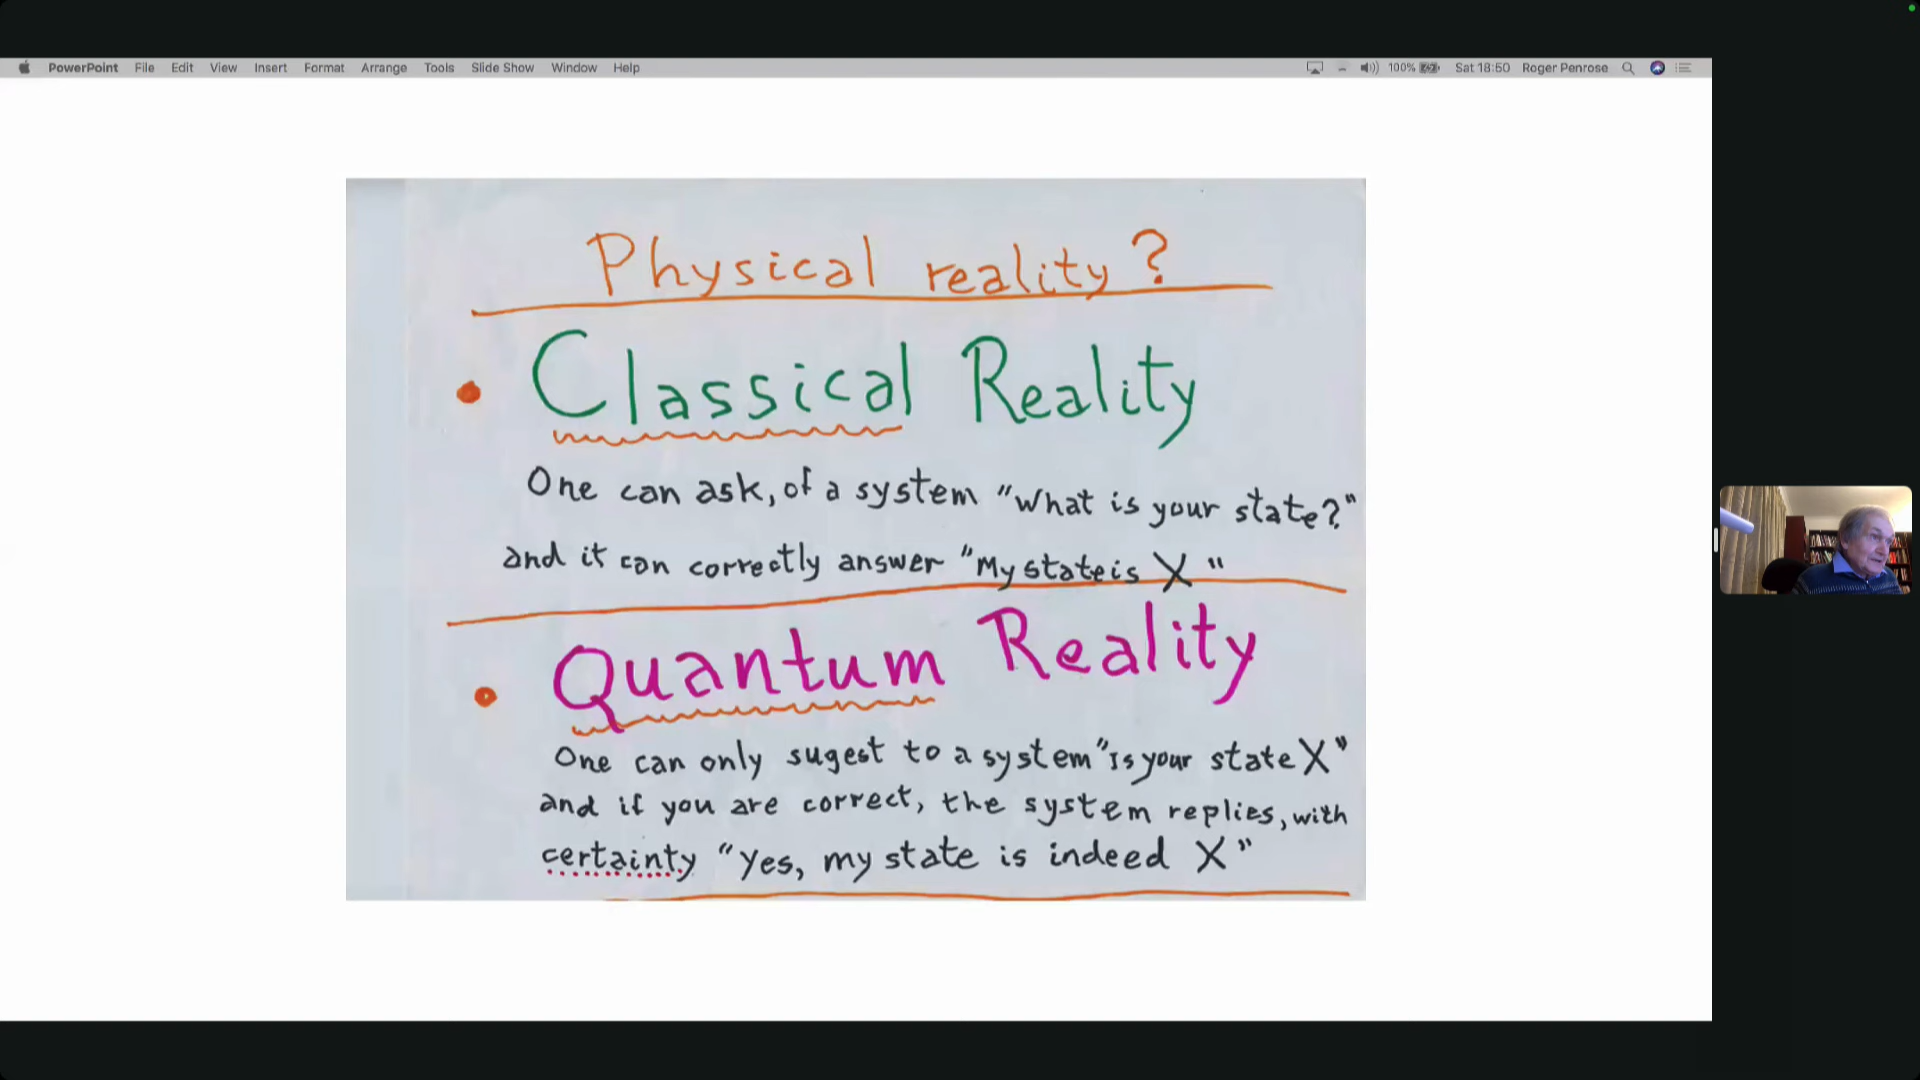 PowerPoint File Edit View Insert Format Arrange Tools Slide Show Window Help 100% Sat 18:50 Roger Penrose
Physical reality?
• Classical Reality
One can ask, of a system "What is your state?"
and it can correctly answer "My state is X"
• Quantum Reality
One can only sugest to a system "is your state X"
and if you are correct, the system replies, with
certainty "Yes, my state is indeed X"